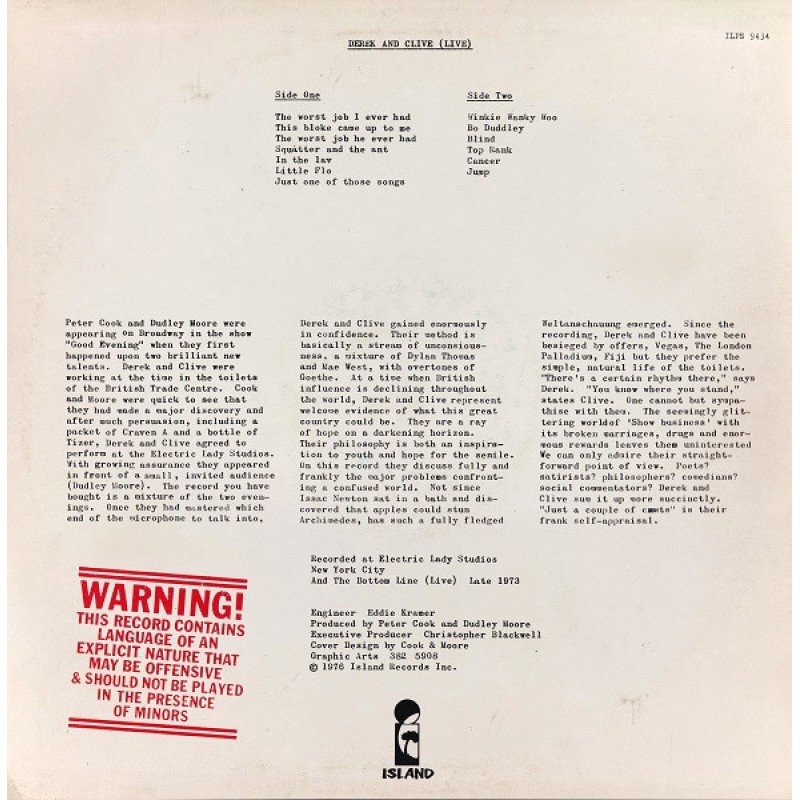 DEREK AND CLIVE (LIVE)
ILPS 9434
Side One
The worst job I ever had
This bloke came up to me
The worst job he ever had
Squatter and the ant
In the lav
Little Flo
Just one of those songs
Side Two
Winkie Wanky Woo
Bo Duddley
Blind
Top Rank
Cancer
Jump
Peter Cook and Dudley Moore were
appearing on Broadway in the show
"Good Evening" when they first
happened upon two brilliant new
talents. Derek and Clive were
working at the time in the toilets
of the British Trade Centre. Cook
and Moore were quick to see that
they had made a major discovery and
after much persuasion, including a
packet of Craven A and a bottle of
Tizer, Derek and Clive agreed to
perform at the Electric Lady Studios.
With growing assurance they appeared
in front of a small, invited audience
(Dudley Moore). The record you have
bought is a mixture of the two even-
ings. Once they had mastered which
end of the microphone to talk into,
Derek and Clive gained enormously
in confidence. Their method is
basically a stream of unconsious-
ness, a mixture of Dylan Thomas
and Mae West, with overtones of
Goethe. At a time when British
influence is declining throughout
the world, Derek and Clive represent
welcome evidence of what this great
country could be. They are a ray
of hope on a darkening horizon.
Their philosophy is both an inspira-
tion to youth and hope for the semile.
On this record they discuss fully and
frankly the major problems confront-
ing a confused world. Not since
Isaac Newton sat in a bath and dis-
covered that apples could stun
Archimedes, has such a fully fledged
Weltanschauung emerged. Since the
recording, Derek and Clive have been
besieged by offers, Vegas, The London
Palladium, Fiji but they prefer the
simple, natural life of the toilets.
"There's a certain rhythm there," says
Derek. "You know where you stand,"
states Clive. One cannot but sympa-
thise with them. The seemingly glit-
tering worldof 'Show business' with
its broken earringes, drugs and enor-
mous rewards leaves them uninterested
We can only admire their straight-
forward point of view. Poets?
satirists? philosophers? comedians?
social commentators? Derek and
Clive sum it up more succinctly.
"Just a couple of cunts" is their
frank self-appraisal.
Recorded at Electric Lady Studios
New York City
And The Bottom Line (Live) Late 1973
Engineer Eddie Kramer
Produced by Peter Cook and Dudley Moore
Executive Producer Christopher Blackwell
Cover Design by Cook & Moore
Graphic Arts 382 5908
© 1976 Island Records Inc.
WARNING!
THIS RECORD CONTAINS
LANGUAGE OF AN
EXPLICIT NATURE THAT
MAY BE OFFENSIVE
& SHOULD NOT BE PLAYED
IN THE PRESENCE
OF MINORS
ISLAND